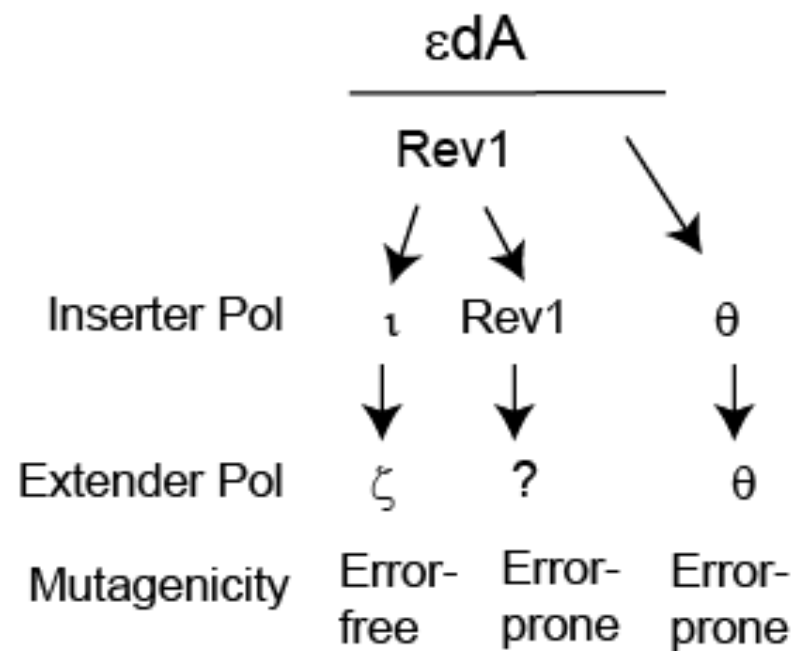 εdA
Rev1
Inserter Pol ι Rev1 θ
Extender Pol ζ ? θ
Mutagenicity Error-free Error-prone Error-prone